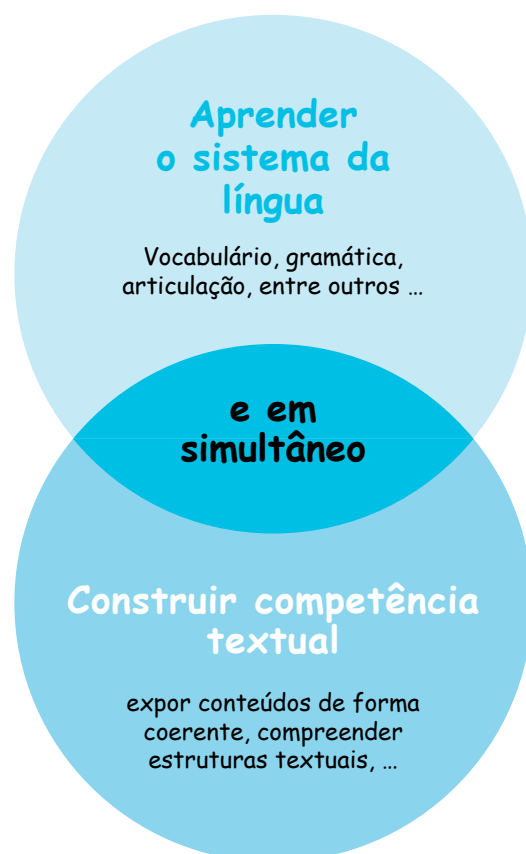 Aprender
o sistema da
língua
Vocabulário, gramática,
articulação, entre outros ...
e em
simultâneo
Construir competência
textual
expor conteúdos de forma
coerente, compreender
estruturas textuais, ...